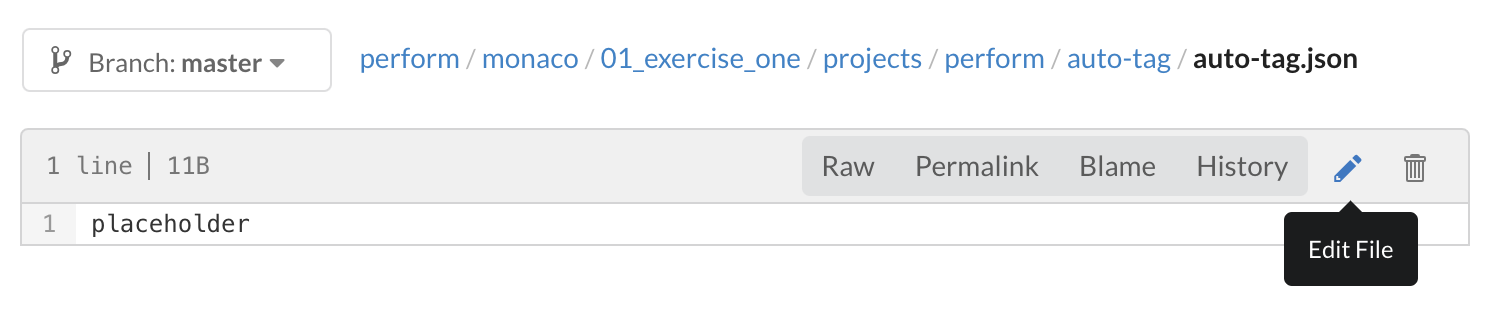 Branch: master perform / monaco / 01_exercise_one / projects / perform / auto-tag / auto-tag.json
1 line | 11B Raw Permalink Blame History
1 placeholder
Edit File